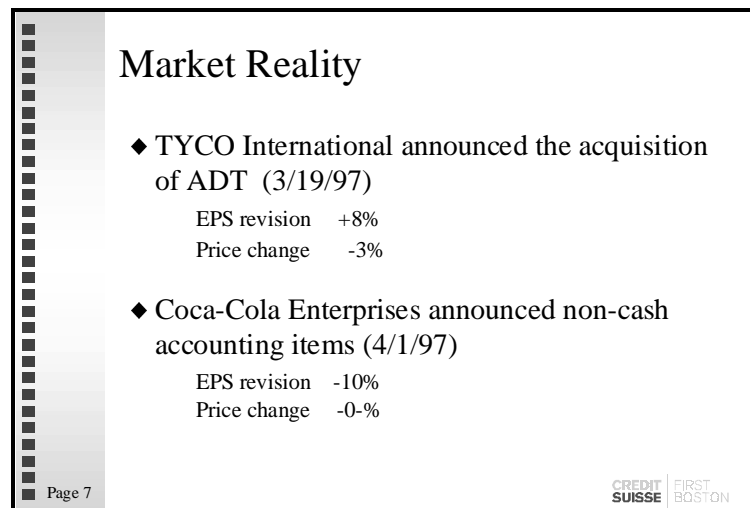 Market Reality
◆ TYCO International announced the acquisition
of ADT (3/19/97)
EPS revision +8%
Price change -3%
◆ Coca-Cola Enterprises announced non-cash
accounting items (4/1/97)
EPS revision -10%
Price change -0-%
Page 7
CREDIT FIRST
SUISSE BOSTON